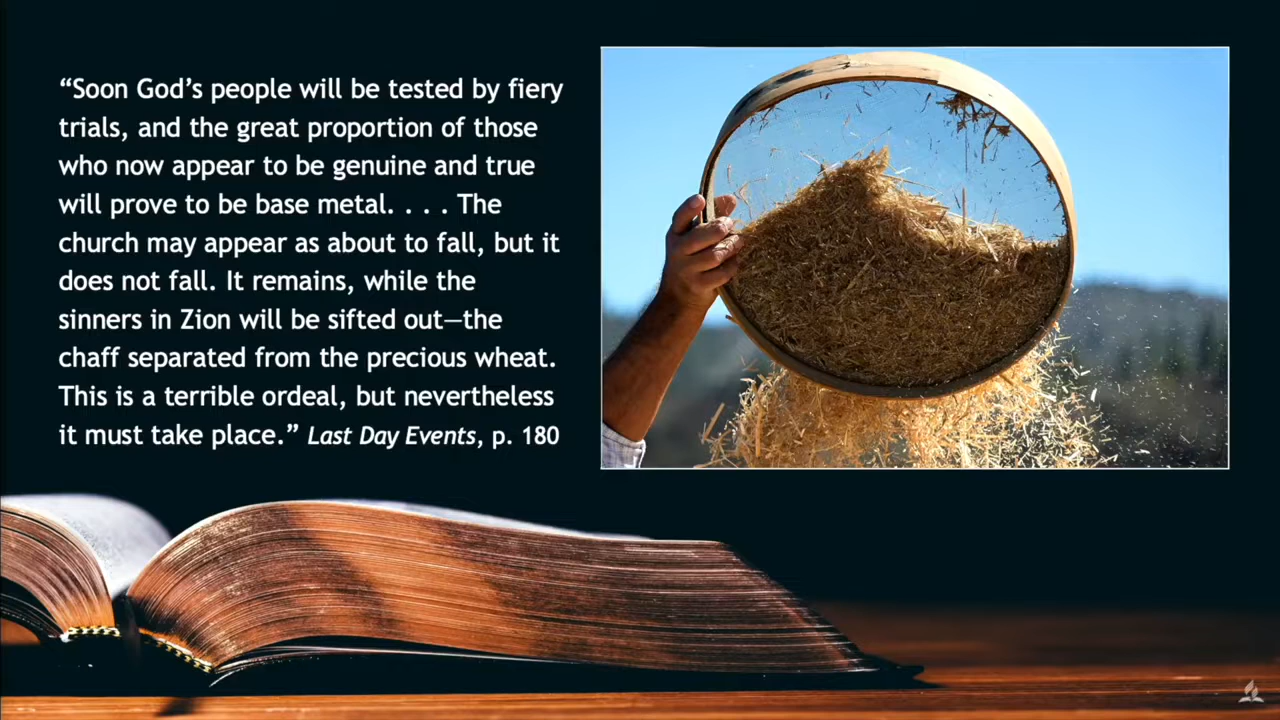 “Soon God’s people will be tested by fiery
trials, and the great proportion of those
who now appear to be genuine and true
will prove to be base metal. . . . The
church may appear as about to fall, but it
does not fall. It remains, while the
sinners in Zion will be sifted out—the
chaff separated from the precious wheat.
This is a terrible ordeal, but nevertheless
it must take place.” Last Day Events, p. 180